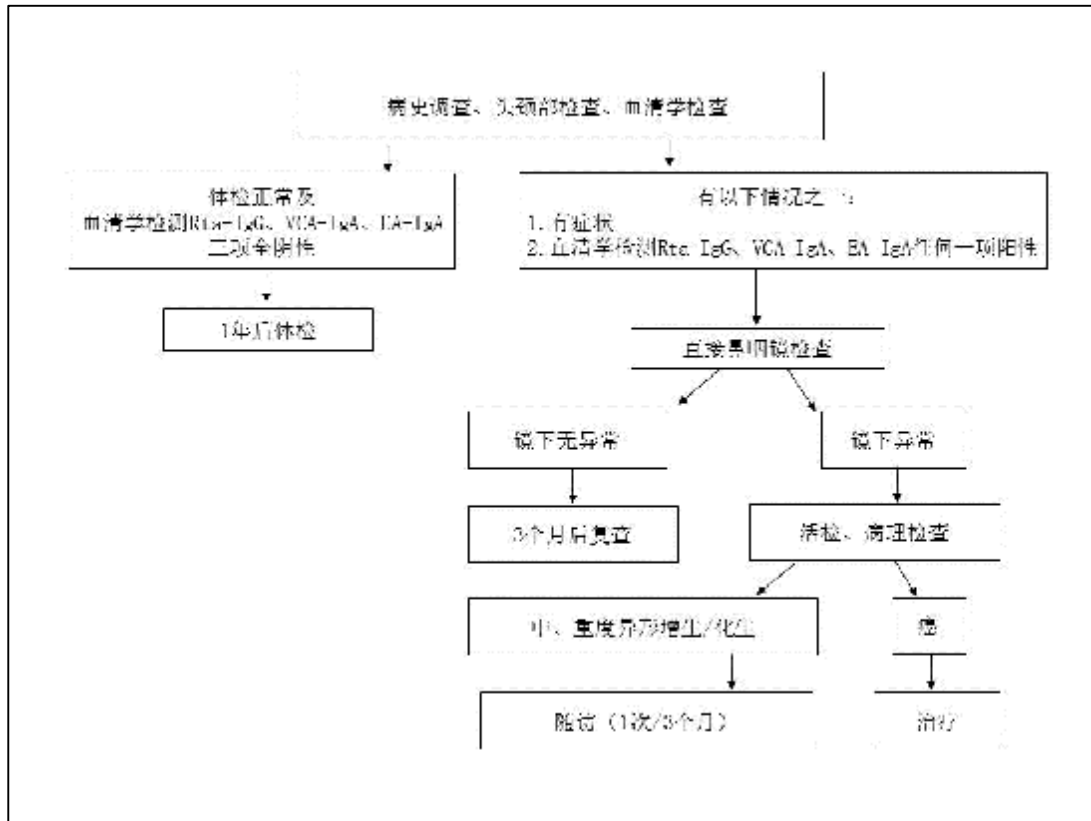 病史调查、头颈部检查、血清学检查
体检正常及
血清学检测Rta-IgG、VCA-IgA、EA-IgA
三项全阴性
有以下情况之一:
1.有症状
2.血清学检测Rta IgG、VCA IgA、EA IgA任何一项阳性
1年后体检
直接鼻咽镜检查
镜下无异常
镜下异常
3个月后复查
活检、病理检查
中、重度异形增生/化生
癌
随访（1次/3个月）
治疗